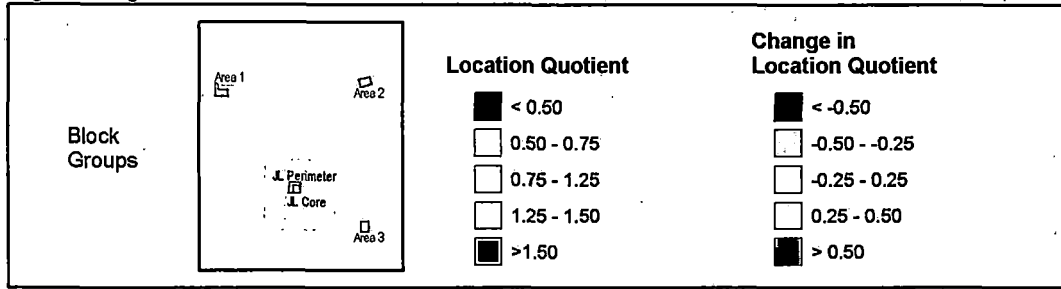 Block
Groups
Area 1
Area 2
JL Perimeter
JL Core
Area 3
Location Quotient
< 0.50
0.50 - 0.75
0.75 - 1.25
1.25 - 1.50
>1.50
Change in
Location Quotient
< -0.50
-0.50 - -0.25
-0.25 - 0.25
0.25 - 0.50
> 0.50